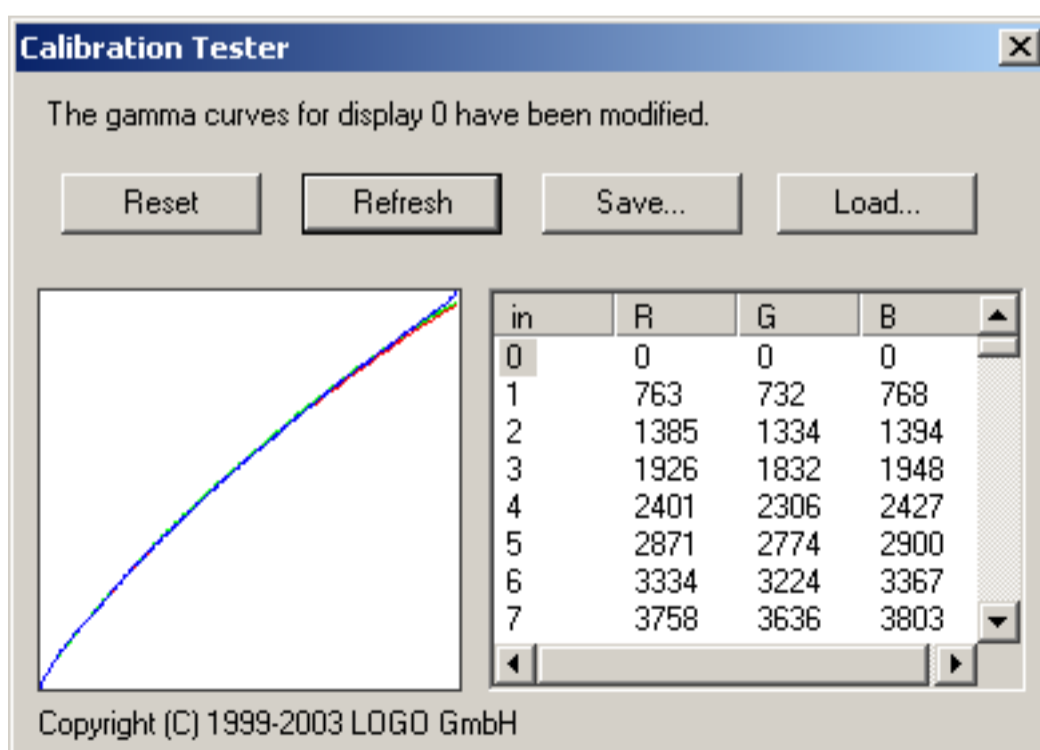 Calibration Tester
The gamma curves for display 0 have been modified.
Reset Refresh Save... Load...
in R G B
0 0 0 0
1 763 732 768
2 1385 1334 1394
3 1926 1832 1948
4 2401 2306 2427
5 2871 2774 2900
6 3334 3224 3367
7 3758 3636 3803
Copyright (C) 1999-2003 LOGO GmbH